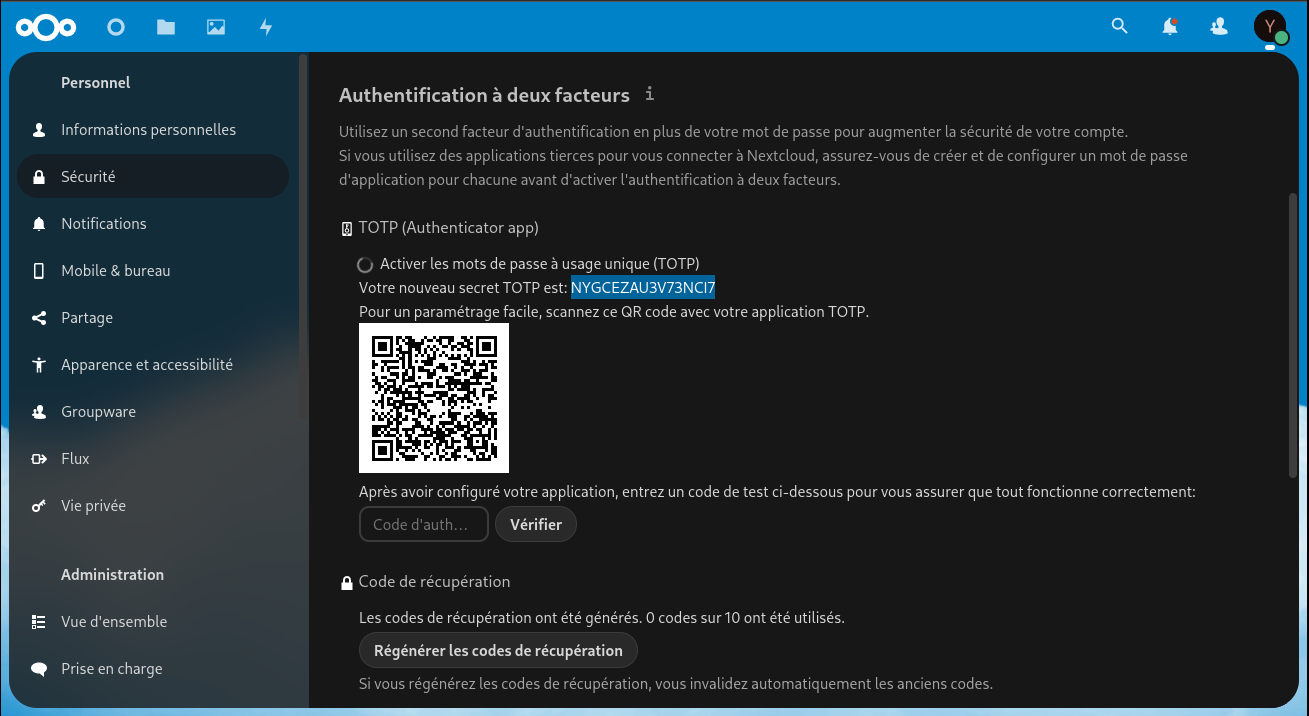 Y
Personnel
Informations personnelles
Sécurité
Notifications
Mobile & bureau
Partage
Apparence et accessibilité
Groupware
Flux
Vie privée
Administration
Vue d'ensemble
Prise en charge
Authentification à deux facteurs
Utilisez un second facteur d'authentification en plus de votre mot de passe pour augmenter la sécurité de votre compte.
Si vous utilisez des applications tierces pour vous connecter à Nextcloud, assurez-vous de créer et de configurer un mot de passe
d'application pour chacune avant d'activer l'authentification à deux facteurs.
TOTP (Authenticator app)
Activer les mots de passe à usage unique (TOTP)
Votre nouveau secret TOTP est: NYGCEZAU3V73NCI7
Pour un paramétrage facile, scannez ce QR code avec votre application TOTP.
Après avoir configuré votre application, entrez un code de test ci-dessous pour vous assurer que tout fonctionne correctement:
Code d'auth… Vérifier
Code de récupération
Les codes de récupération ont été générés. 0 codes sur 10 ont été utilisés.
Régénérer les codes de récupération
Si vous régénérez les codes de récupération, vous invalidez automatiquement les anciens codes.